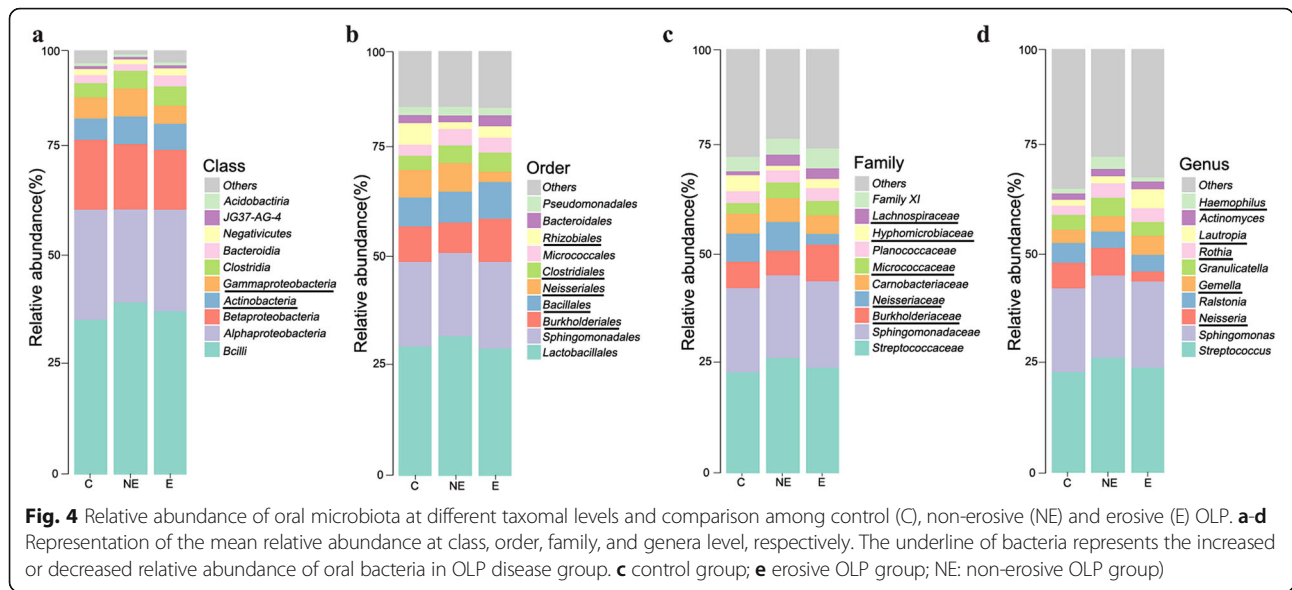 a
Relative abundance(%)
100
75
50
25
0
C NE E
Class
Others
Acidobactiria
JG37-AG-4
Negativicutes
Bacteroidia
Clostridia
Gammaproteobacteria
Actinobacteria
Betaproteobacteria
Alphaproteobacteria
Bcilli
b
Relative abundance(%)
100
75
50
25
0
C NE E
Order
Others
Pseudomonadales
Bacteroidales
Rhizobiales
Micrococcales
Clostridiales
Neisseriales
Bacillales
Burkholderiales
Sphingomonadales
Lactobacillales
c
Relative abundance(%)
100
75
50
25
0
C NE E
Family
Others
Family XI
Lachnospiraceae
Hyphomicrobiaceae
Planococcaceae
Micrococcaceae
Carnobacteriaceae
Neisseriaceae
Burkholderiaceae
Sphingomonadaceae
Streptococcaceae
d
Relative abundance(%)
100
75
50
25
0
C NE E
Genus
Others
Haemophilus
Actinomyces
Lautropia
Rothia
Granulicatella
Gemella
Ralstonia
Neisseria
Sphingomonas
Streptococcus
Fig. 4 Relative abundance of oral microbiota at different taxomal levels and comparison among control (C), non-erosive (NE) and erosive (E) OLP. a-d
Representation of the mean relative abundance at class, order, family, and genera level, respectively. The underline of bacteria represents the increased
or decreased relative abundance of oral bacteria in OLP disease group. c control group; e erosive OLP group; NE: non-erosive OLP group)